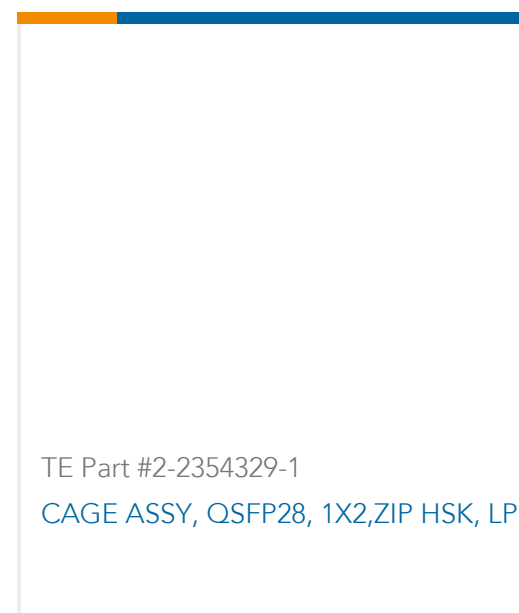 TE Part #2-2354329-1
CAGE ASSY, QSFP28, 1X2,ZIP HSK, LP